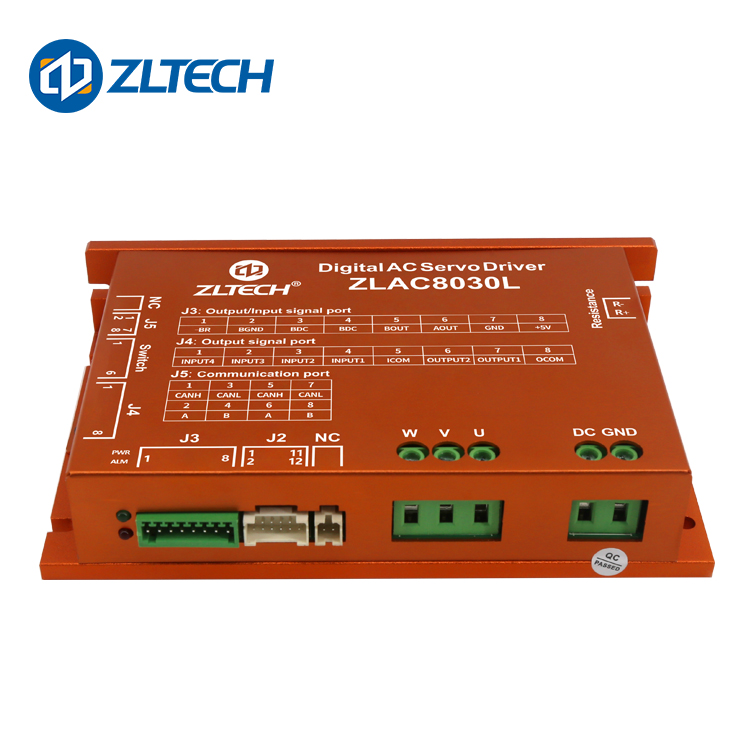 ZLTECH
ZLTECH®
Digital AC Servo Driver
ZLAC8030L
J3: Output/Input signal port
1 2 3 4 5 6 7 8
-BR BGND BDC BDC BOUT AOUT GND +5V
J4: Output signal port
1 2 3 4 5 6 7 8
INPUT4 INPUT3 INPUT2 INPUT1 ICOM OUTPUT2 OUTPUT1 OCOM
J5: Communication port
1 3 5 7
CANH CANL CANH CANL
2 4 6 8
A B A B
Resistance
R-
R+
NC
J5
1 7
2 8
Switch
1
6
J4
1
8
PWR
ALM
J3
1 8
J2
1 11
2 12
NC
W V U
DC GND
QC
PASSED